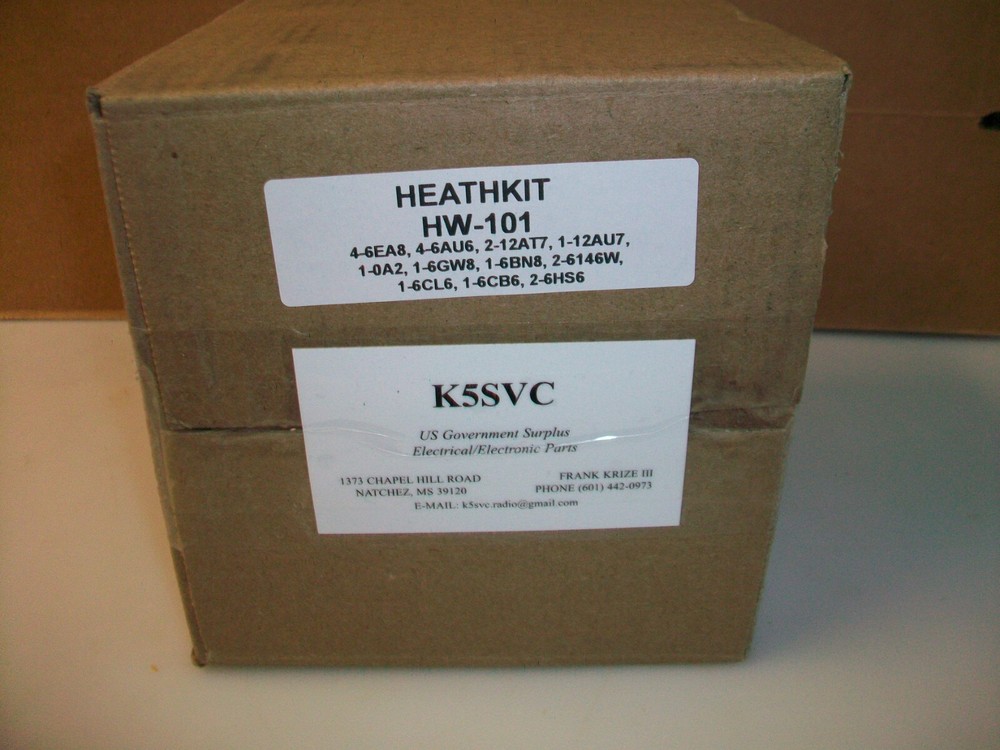 HEATHKIT
HW-101
4-6EA8, 4-6AU6, 2-12AT7, 1-12AU7,
1-0A2, 1-6GW8, 1-6BN8, 2-6146W,
1-6CL6, 1-6CB6, 2-6HS6
K5SVC
US Government Surplus
Electrical/Electronic Parts
1373 CHAPEL HILL ROAD FRANK KRIZE III
NATCHEZ, MS 39120 PHONE (601) 442-0973
E-MAIL: k5svc.radio@gmail.com